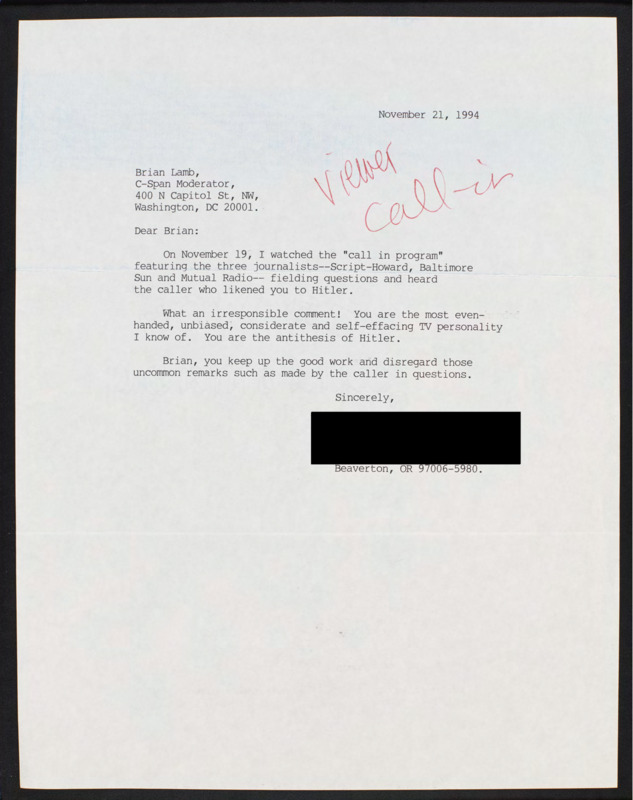 November 21, 1994
Viewer
Call-in
Brian Lamb,
C-Span Moderator,
400 N Capitol St, NW,
Washington, DC 20001.
Dear Brian:
On November 19, I watched the "call in program"
featuring the three journalists--Script-Howard, Baltimore
Sun and Mutual Radio-- fielding questions and heard
the caller who likened you to Hitler.
What an irresponsible comment! You are the most even-
handed, unbiased, considerate and self-effacing TV personality
I know of. You are the antithesis of Hitler.
Brian, you keep up the good work and disregard those
uncommon remarks such as made by the caller in questions.
Sincerely,
Beaverton, OR 97006-5980.